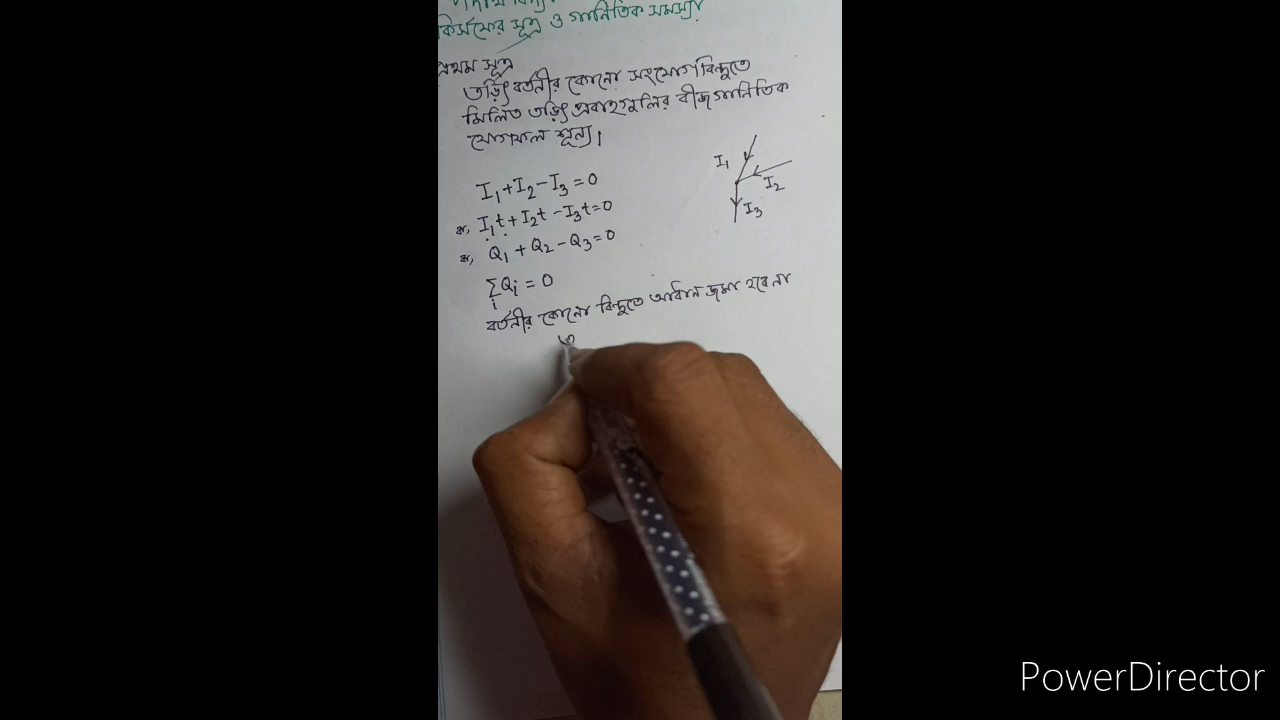 কির্সফের সূত্র ও গাণিতিক সমস্যা
প্রথম সূত্র
তড়িৎ বর্তনীর কোনো সংযোগ বিন্দুতে
মিলিত তড়িৎ প্রবাহগুলির বীজগানিতিক
যোগফল শূন্য।
I₁+I₂-I₃=0
বা, I₁t+I₂t-I₃t=0
বা, Q₁+Q₂-Q₃=0
∑Qᵢ=0
i
বর্তনীর কোনো বিন্দুতে আধান জমা হবে না
I₁
I₂
I₃
PowerDirector